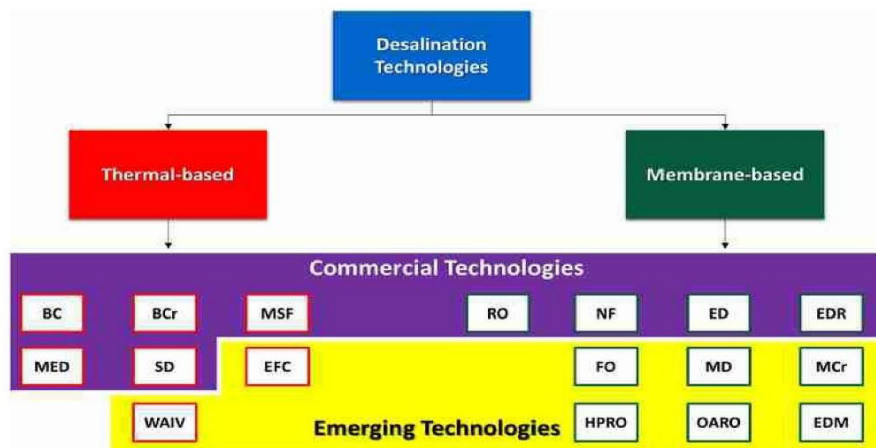 Desalination
Technologies
Thermal-based
Membrane-based
Commercial Technologies
BC
BCr
MSF
RO
NF
ED
EDR
MED
SD
EFC
FO
MD
MCr
WAIV
Emerging Technologies
HPRO
OARO
EDM